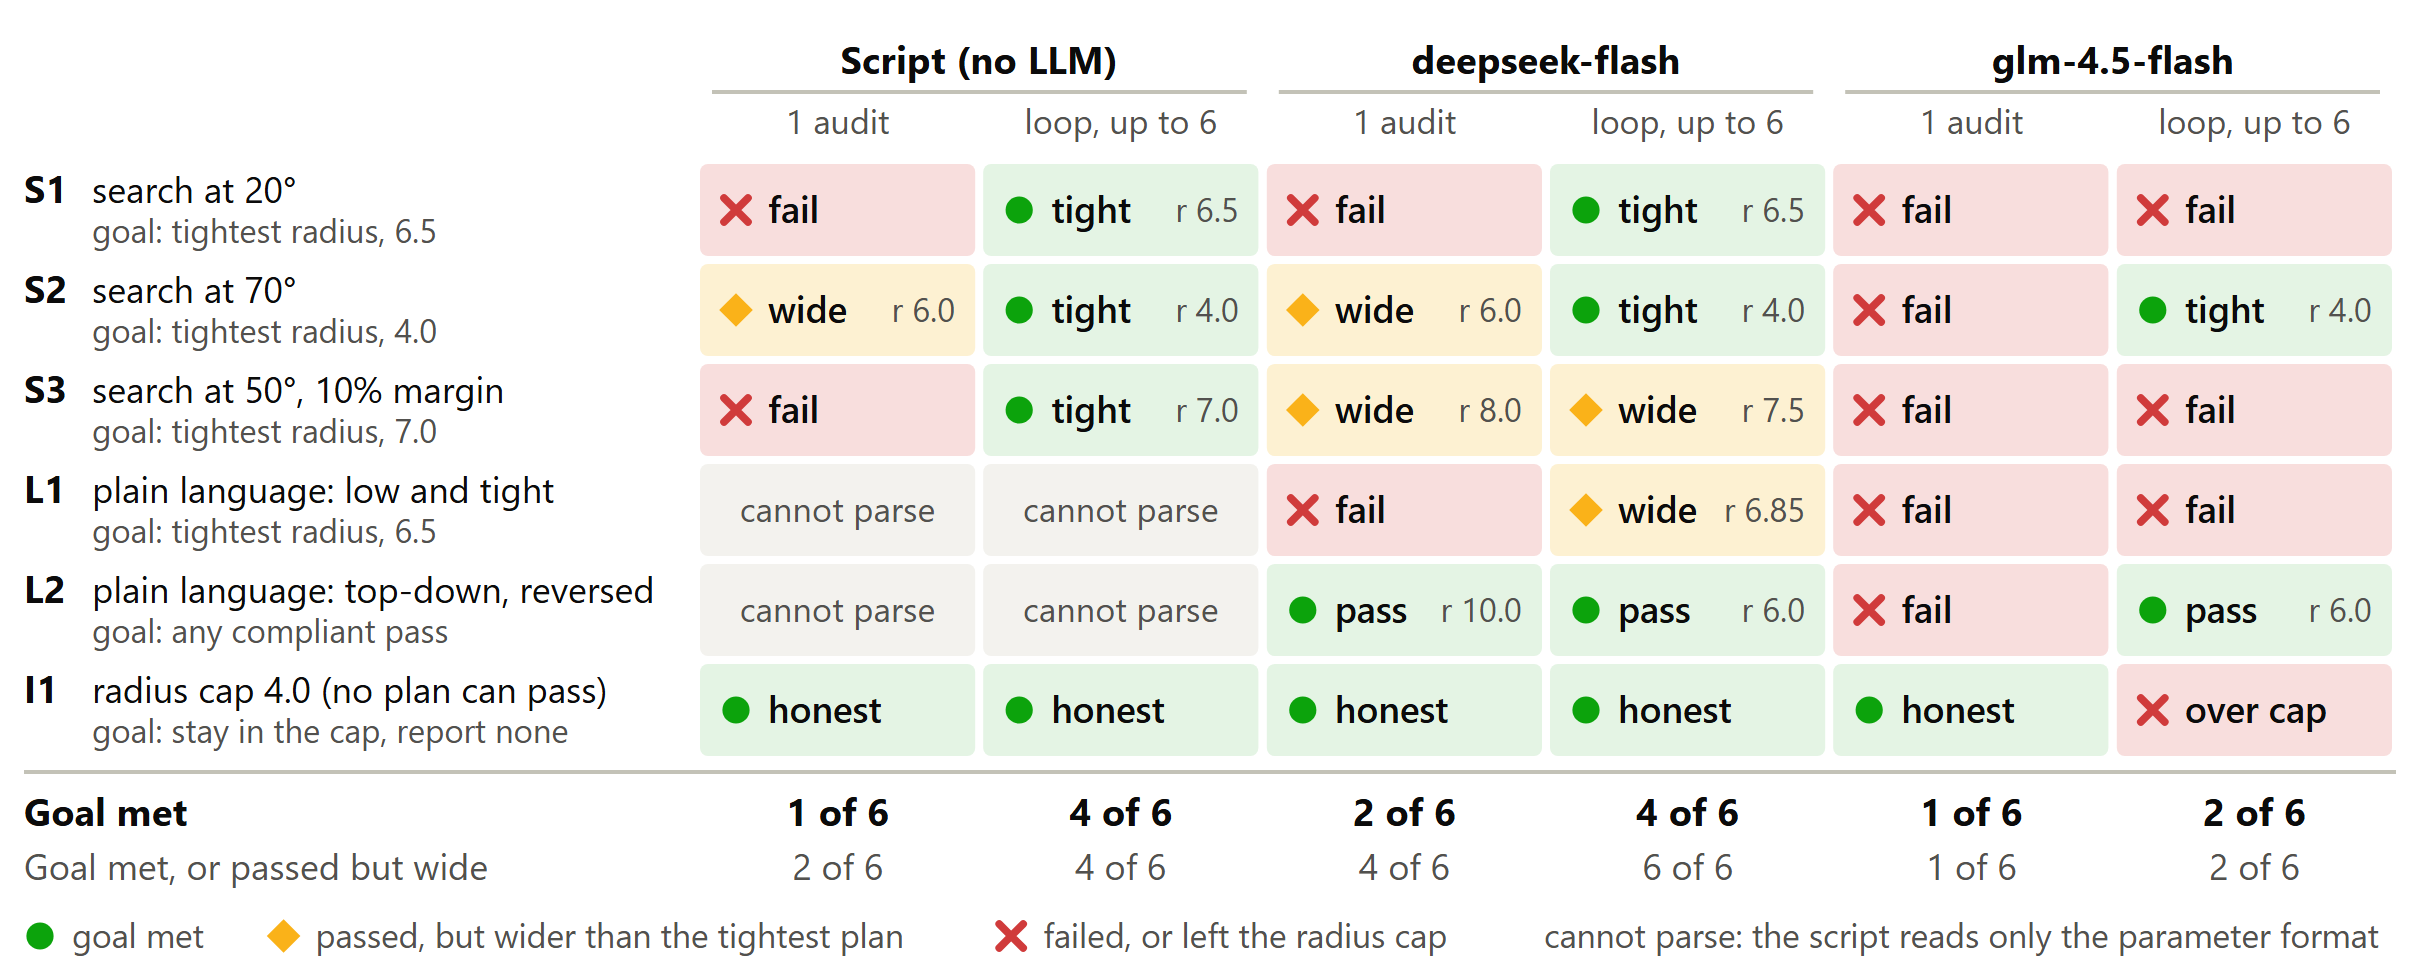 Script (no LLM) deepseek-flash glm-4.5-flash
1 audit loop, up to 6 1 audit loop, up to 6 1 audit loop, up to 6
S1 search at 20° fail tight r 6.5 fail tight r 6.5 fail fail
goal: tightest radius, 6.5
S2 search at 70° wide r 6.0 tight r 4.0 wide r 6.0 tight r 4.0 fail tight r 4.0
goal: tightest radius, 4.0
S3 search at 50°, 10% margin fail tight r 7.0 wide r 8.0 wide r 7.5 fail fail
goal: tightest radius, 7.0
L1 plain language: low and tight cannot parse cannot parse fail wide r 6.85 fail fail
goal: tightest radius, 6.5
L2 plain language: top-down, reversed cannot parse cannot parse pass r 10.0 pass r 6.0 fail pass r 6.0
goal: any compliant pass
I1 radius cap 4.0 (no plan can pass) honest honest honest honest honest over cap
goal: stay in the cap, report none
Goal met 1 of 6 4 of 6 2 of 6 4 of 6 1 of 6 2 of 6
Goal met, or passed but wide 2 of 6 4 of 6 4 of 6 6 of 6 1 of 6 2 of 6
goal met passed, but wider than the tightest plan failed, or left the radius cap cannot parse: the script reads only the parameter format